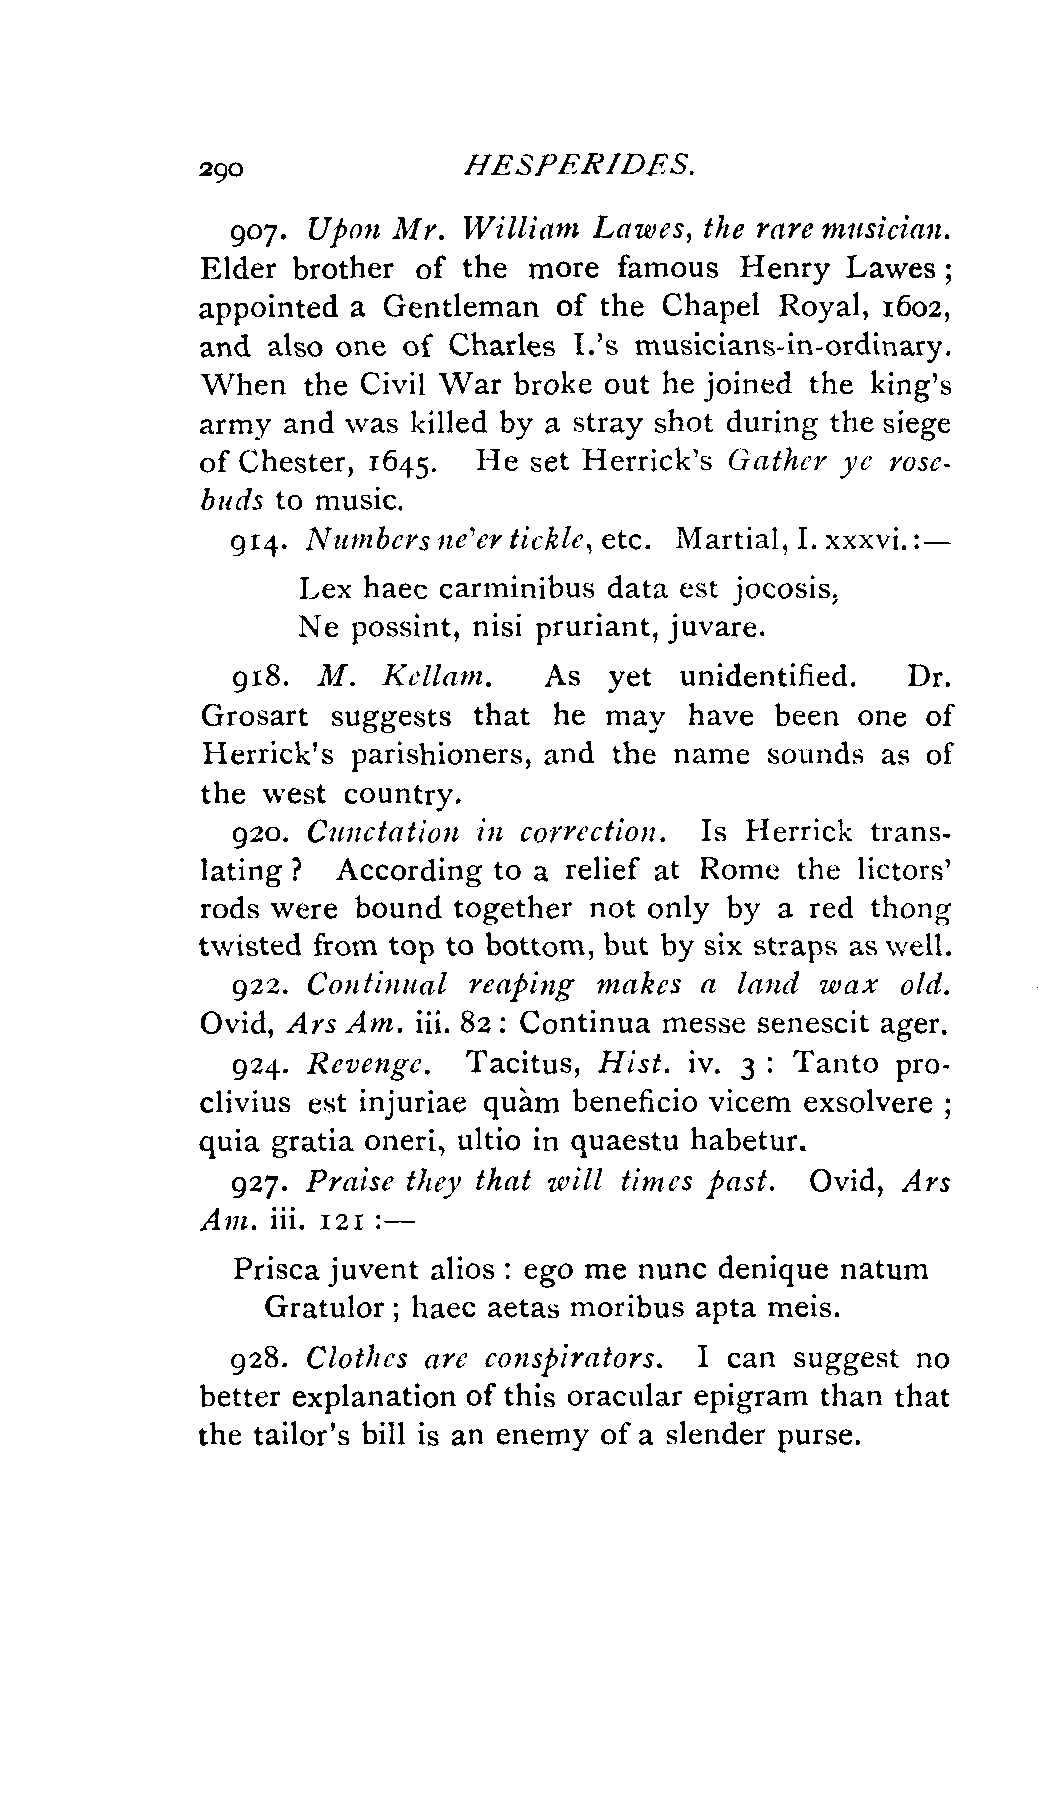 290 HESPERIDES.
907. Upon Mr. William Lawes, the rare musician.
Elder brother of the more famous Henry Lawes ;
appointed a Gentleman of the Chapel Royal, 1602,
and also one of Charles I.'s musicians-in-ordinary.
When the Civil War broke out he joined the king's
army and was killed by a stray shot during the siege
of Chester, 1645. He set Herrick's Gather ye rose-
buds to music.
914. Numbers ne'er tickle, etc. Martial, I. xxxvi. :—
Lex haec carminibus data est jocosis,
Ne possint, nisi pruriant, juvare.
918. M. Kellam. As yet unidentified. Dr.
Grosart suggests that he may have been one of
Herrick's parishioners, and the name sounds as of
the west country.
920. Cunctation in correction. Is Herrick trans-
lating ? According to a relief at Rome the lictors'
rods were bound together not only by a red thong
twisted from top to bottom, but by six straps as well.
922. Continual reaping makes a land wax old.
Ovid, Ars Am. iii. 82 : Continua messe senescit ager.
924. Revenge. Tacitus, Hist. iv. 3 : Tanto pro-
clivius est injuriae quàm beneficio vicem exsolvere ;
quia gratia oneri, ultio in quaestu habetur.
927. Praise they that will times past. Ovid, Ars
Am. iii. 121 :—
Prisca juvent alios : ego me nunc denique natum
Gratulor ; haec aetas moribus apta meis.
928. Clothes are conspirators. I can suggest no
better explanation of this oracular epigram than that
the tailor's bill is an enemy of a slender purse.